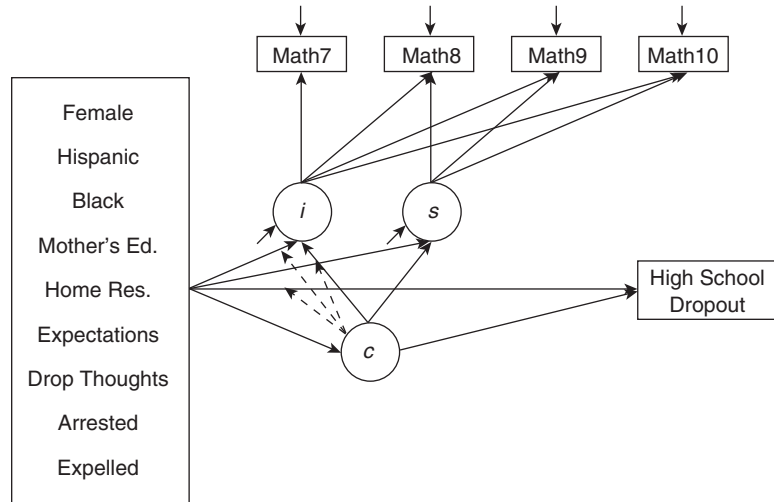 Math7
Math8
Math9
Math10
Female
Hispanic
Black
Mother's Ed.
Home Res.
Expectations
Drop Thoughts
Arrested
Expelled
i
s
c
High School
Dropout